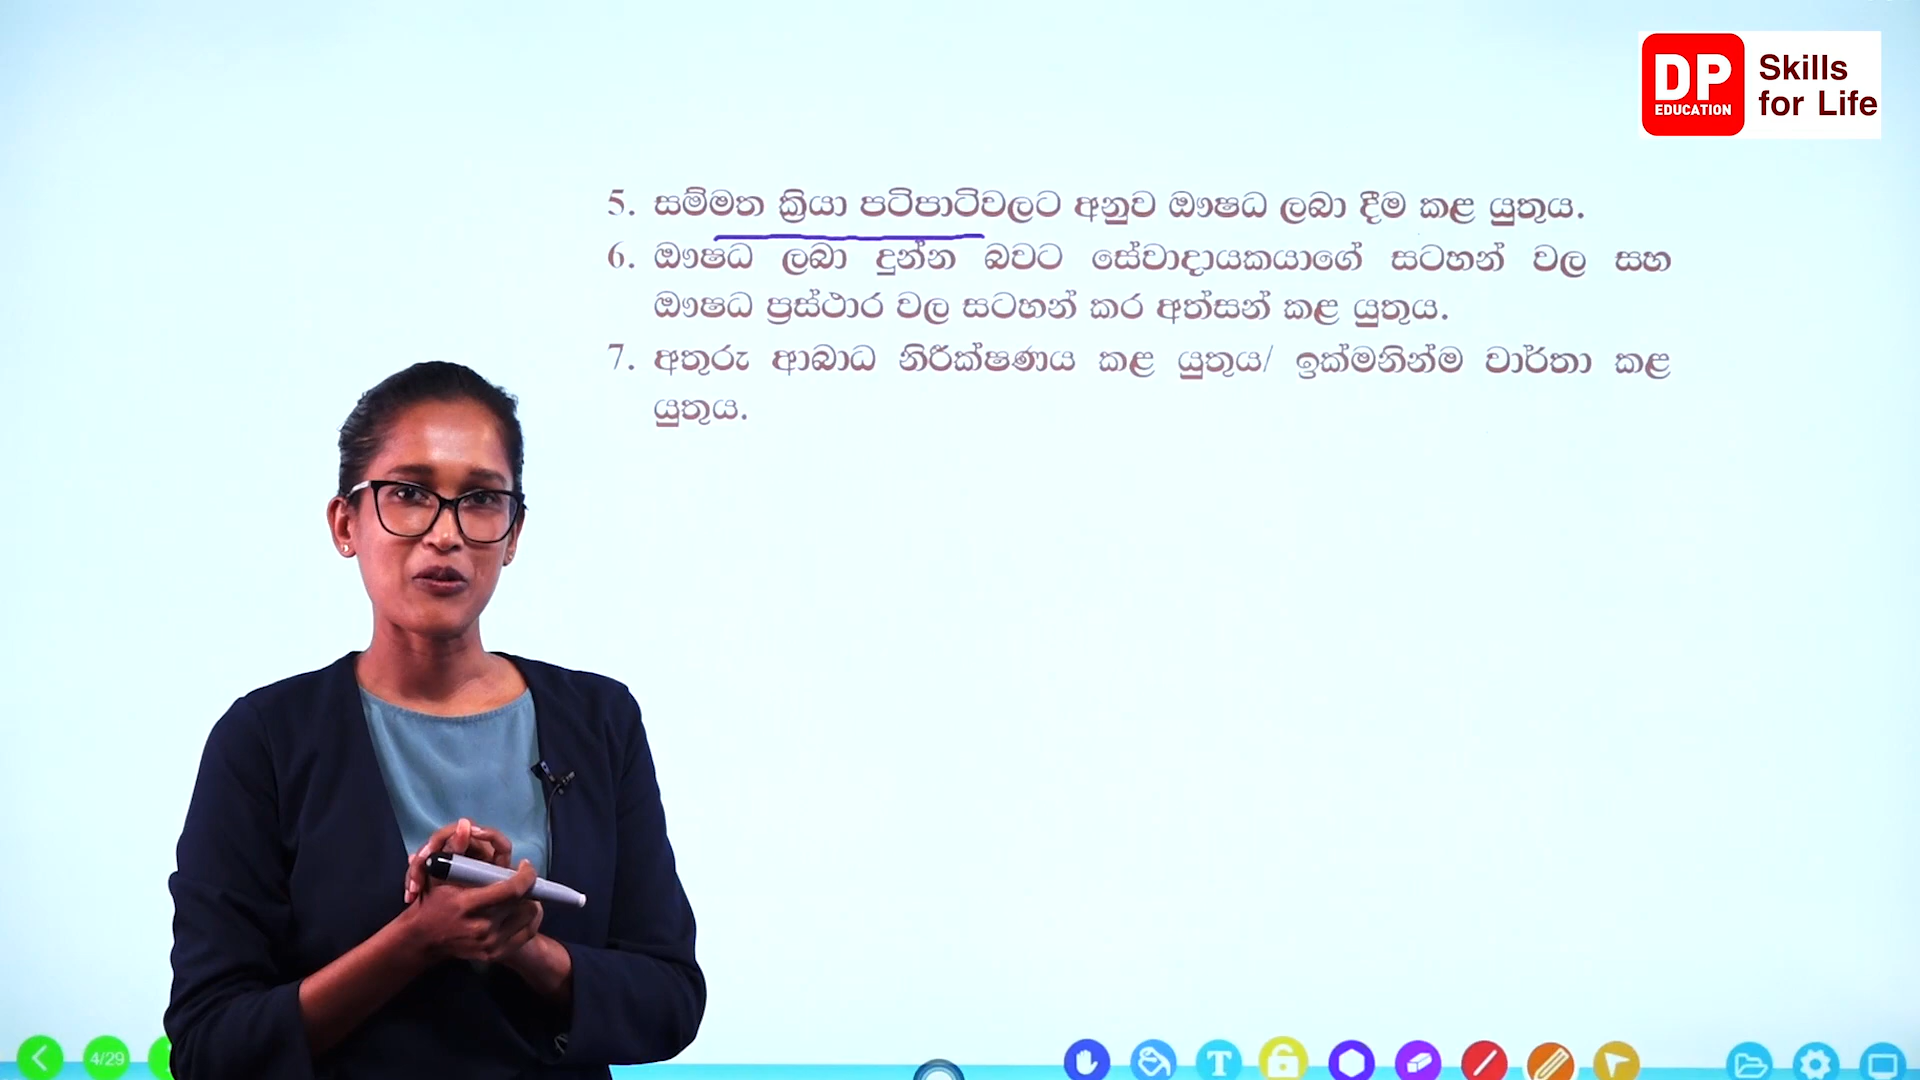 DP
EDUCATION
Skills
for Life
5. සම්මත ක්‍රියා පටිපාටිවලට අනුව ඖෂධ ලබා දීම කළ යුතුය.
6. ඖෂධ ලබා දුන්න බවට සේවාදායකයාගේ සටහන් වල සහ
ඖෂධ ප්‍රස්ථාර වල සටහන් කර අත්සන් කළ යුතුය.
7. අතුරු ආබාධ නිරීක්ෂණය කළ යුතුය/ ඉක්මනින්ම වාර්තා කළ
යුතුය.
4/29
T